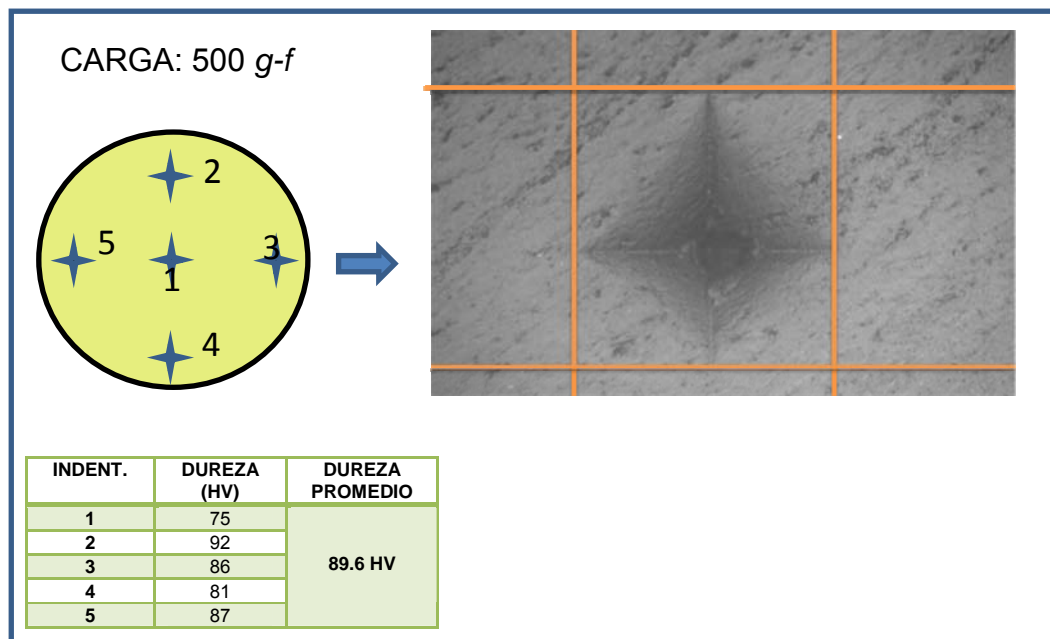 CARGA: 500 g-f
2
5
3
1
4
INDENT.
DUREZA
(HV)
DUREZA
PROMEDIO
1
75
2
92
3
86
4
81
5
87
89.6 HV